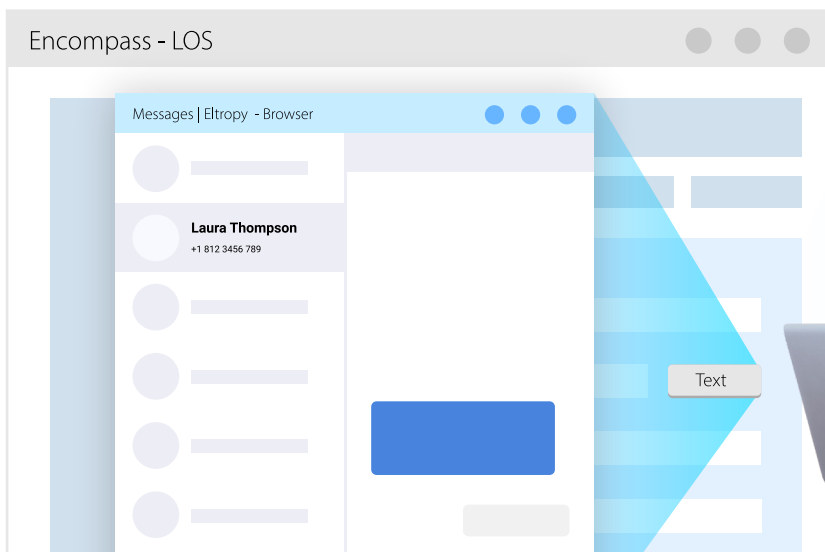 Encompass - LOS
Messages | Eltropy - Browser
Laura Thompson
+1 812 3456 789
Text